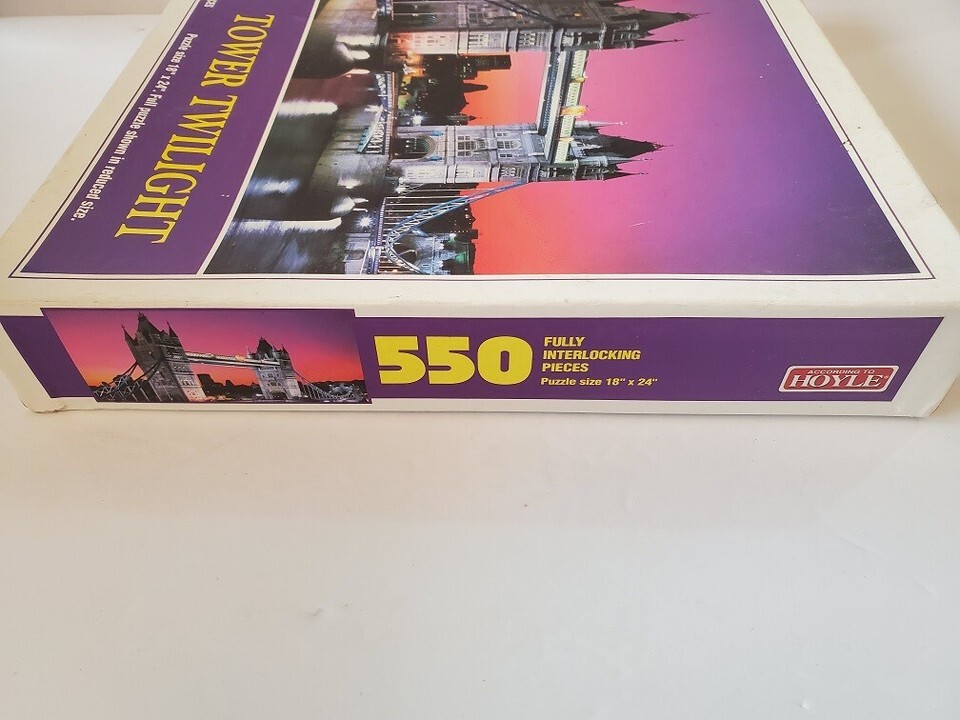 TOWER TWILIGHT
Puzzle size 18" x 24". Full puzzle shown in reduced size.
550
FULLY
INTERLOCKING
PIECES
Puzzle size 18" x 24"
ACCORDING TO
HOYLE®